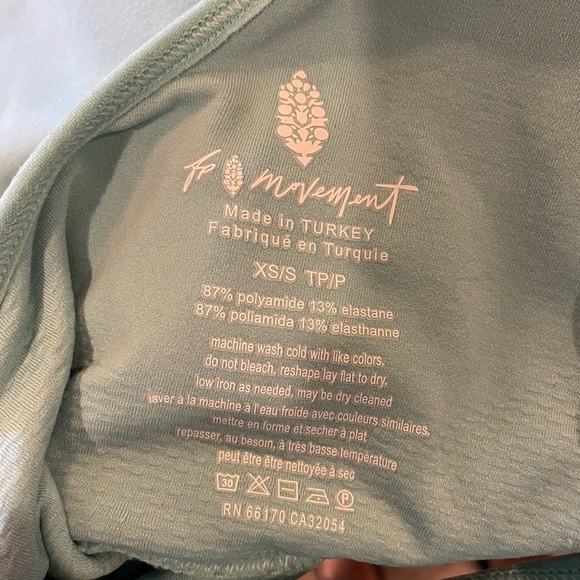 fp movement
Made in TURKEY
Fabriqué en Turquie
XS/S TP/P
87% polyamide 13% elastane
87% poliamida 13% elasthanne
machine wash cold with like colors.
do not bleach, reshape lay flat to dry,
low iron as needed, may be dry cleaned
laver à la machine à l'eau froide avec couleurs similaires.
mettre en forme et secher à plat
repasser, au besoin, à très basse température
peut être être nettoyée à sec
30 P
RN 66170 CA32054